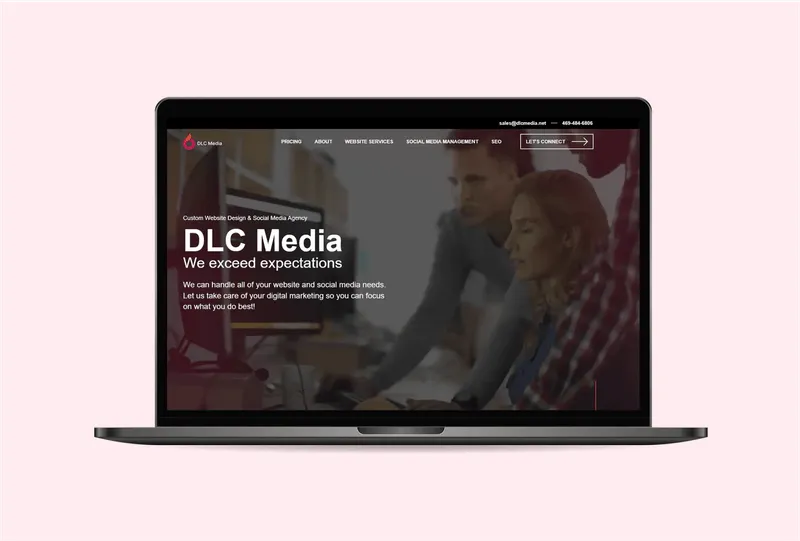 sales@dlcmedia.net — 469-484-6806
DLC Media
PRICING ABOUT WEBSITE SERVICES SOCIAL MEDIA MANAGEMENT SEO LET'S CONNECT
Custom Website Design & Social Media Agency
DLC Media
We exceed expectations
We can handle all of your website and social media needs.
Let us take care of your digital marketing so you can focus
on what you do best!